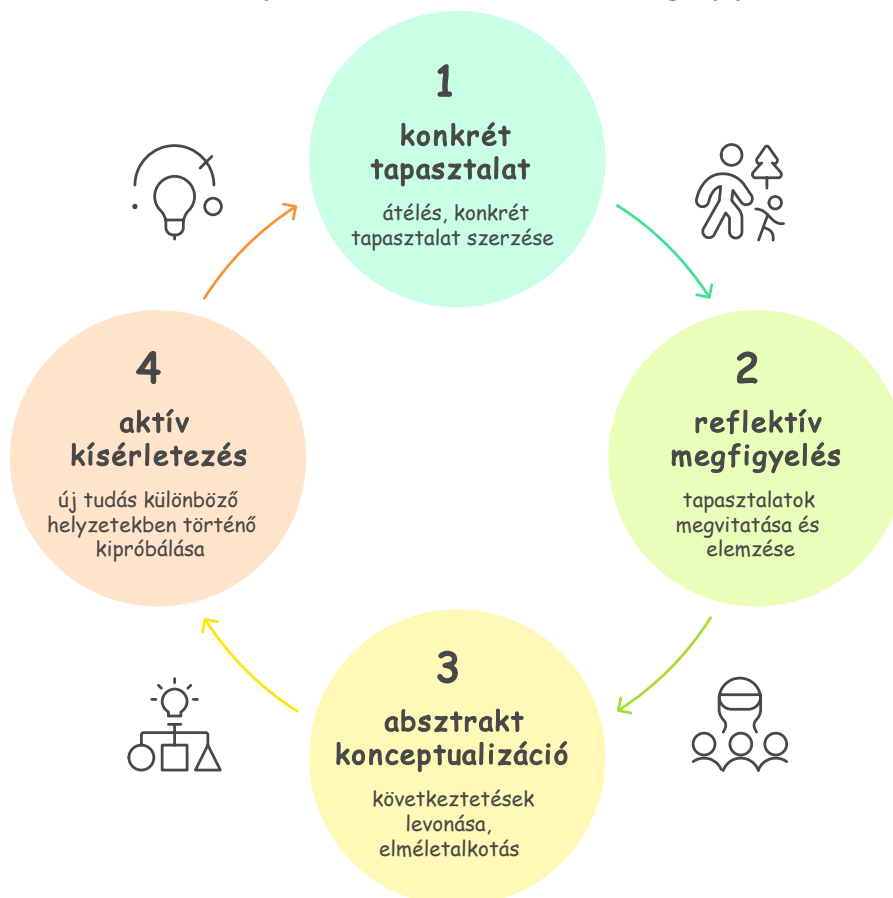 1
konkrét
tapasztalat
átélés, konkrét
tapasztalat szerzése
2
reflektív
megfigyelés
tapasztalatok
megvitatása és
elemzése
3
absztrakt
konceptualizáció
következtetések
levonása,
elméletalkotás
4
aktív
kísérletezés
új tudás különböző
helyzetekben történő
kipróbálása